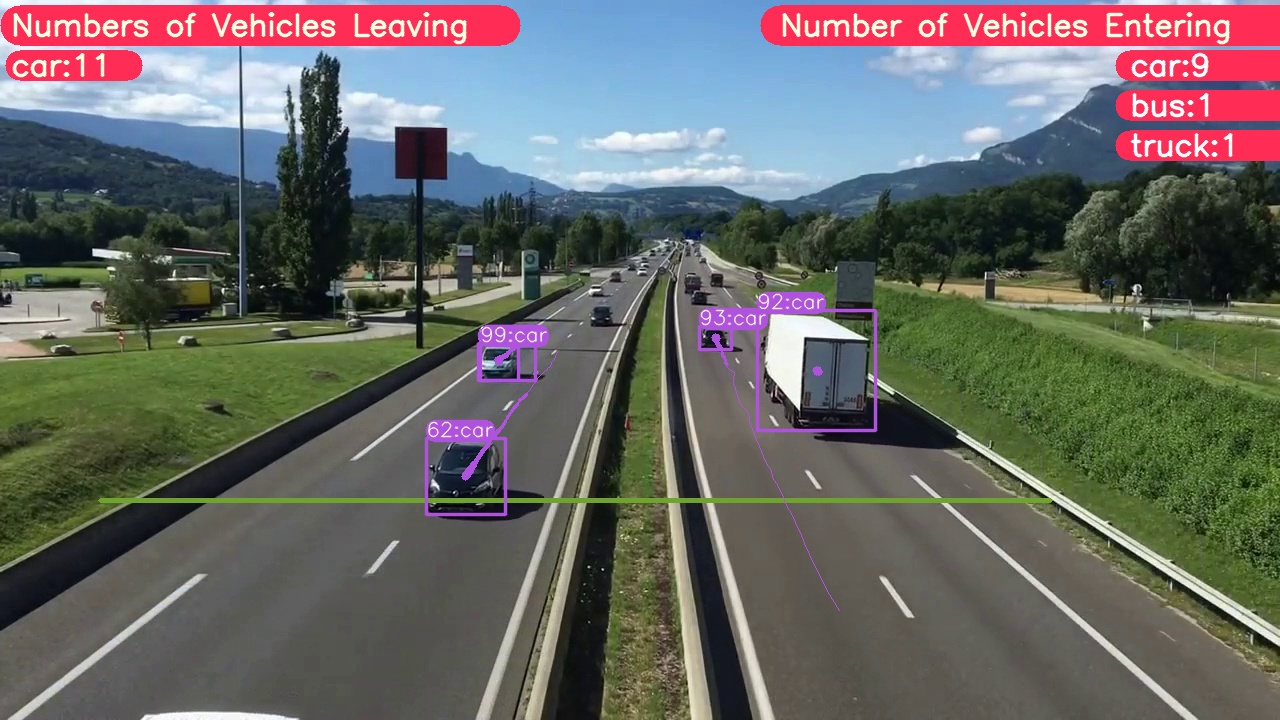 Numbers of Vehicles Leaving
car:11
Number of Vehicles Entering
car:9
bus:1
truck:1
92:car
93:car
99:car
62:car